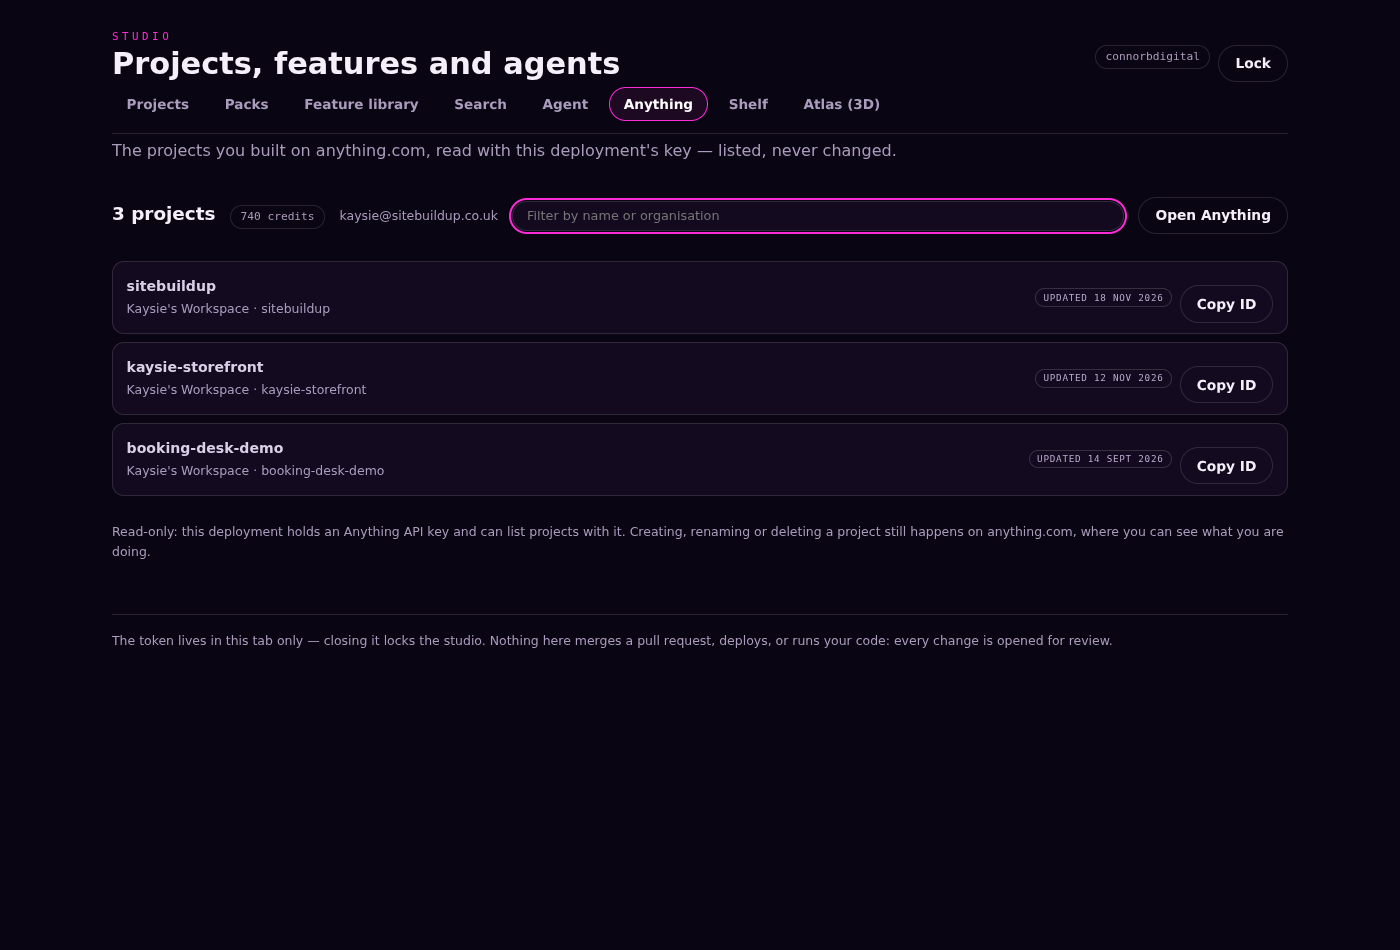 STUDIO
Projects, features and agents
connorbdigital
Lock
Projects
Packs
Feature library
Search
Agent
Anything
Shelf
Atlas (3D)
The projects you built on anything.com, read with this deployment's key — listed, never changed.
3 projects
740 credits
kaysie@sitebuildup.co.uk
Filter by name or organisation
Open Anything
sitebuildup
Kaysie's Workspace · sitebuildup
UPDATED 18 NOV 2026
Copy ID
kaysie-storefront
Kaysie's Workspace · kaysie-storefront
UPDATED 12 NOV 2026
Copy ID
booking-desk-demo
Kaysie's Workspace · booking-desk-demo
UPDATED 14 SEPT 2026
Copy ID
Read-only: this deployment holds an Anything API key and can list projects with it. Creating, renaming or deleting a project still happens on anything.com, where you can see what you are
doing.
The token lives in this tab only — closing it locks the studio. Nothing here merges a pull request, deploys, or runs your code: every change is opened for review.